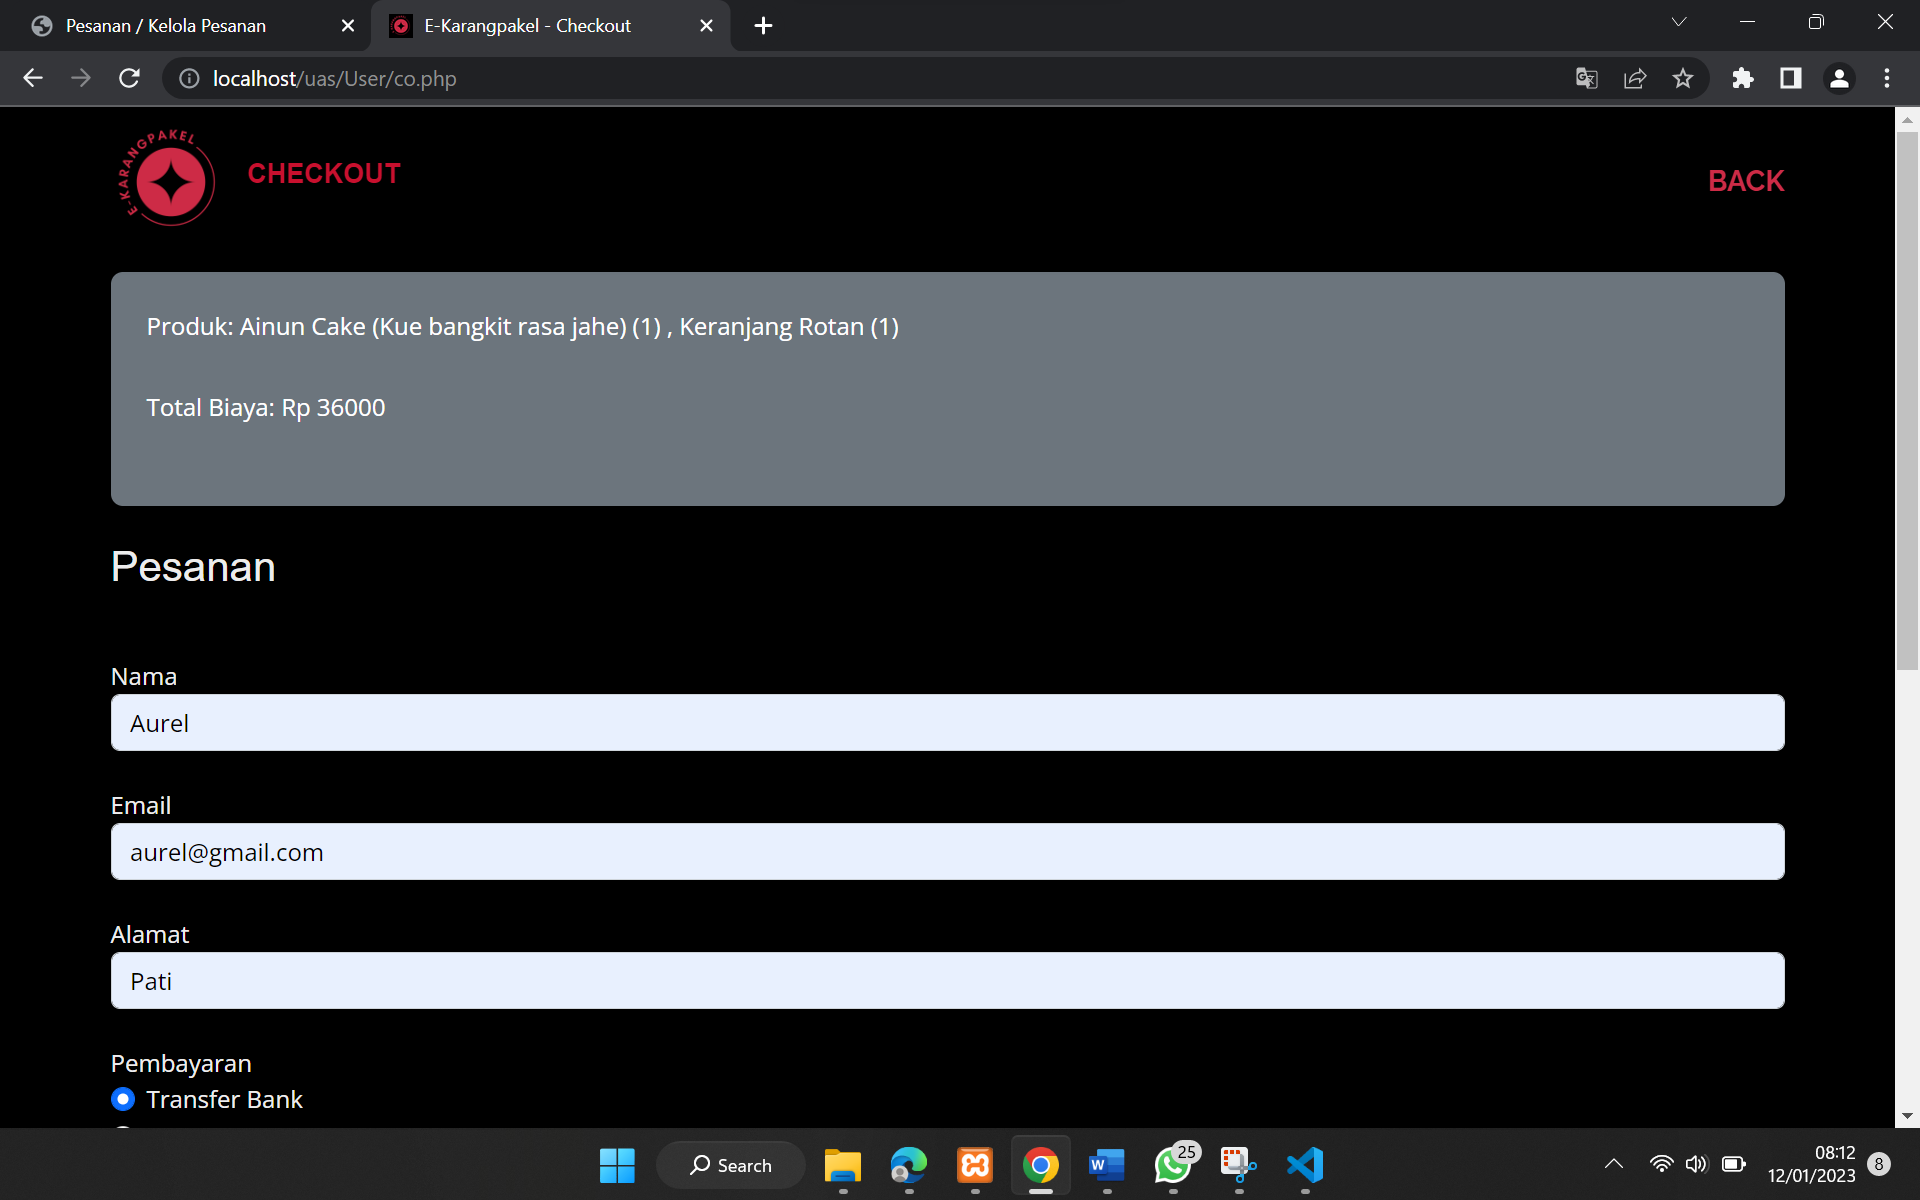 Pesanan / Kelola Pesanan
E-Karangpakel - Checkout
localhost/uas/User/co.php
E-KARANGPAKEL
CHECKOUT
BACK
Produk: Ainun Cake (Kue bangkit rasa jahe) (1) , Keranjang Rotan (1)
Total Biaya: Rp 36000
Pesanan
Nama
Aurel
Email
aurel@gmail.com
Alamat
Pati
Pembayaran
Transfer Bank
Search
W
25
08:12
12/01/2023
8